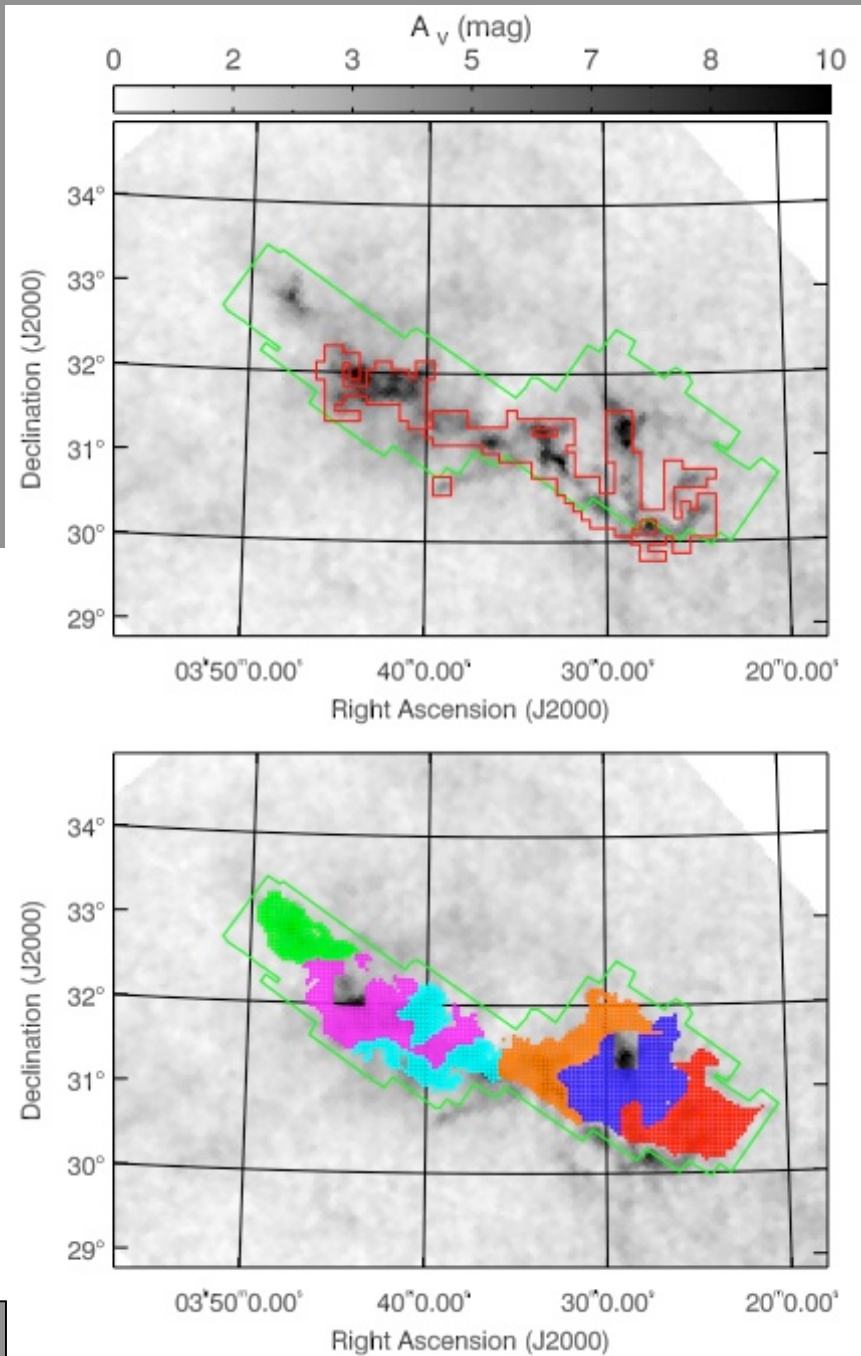 A V (mag)
0 2 3 5 7 8 10
34°
33°
32°
31°
30°
29°
Declination (J2000)
03ʰ50ᵐ0.00ˢ 40ᵐ0.00ˢ 30ᵐ0.00ˢ 20ᵐ0.00ˢ
Right Ascension (J2000)
34°
33°
32°
31°
30°
29°
Declination (J2000)
03ʰ50ᵐ0.00ˢ 40ᵐ0.00ˢ 30ᵐ0.00ˢ 20ᵐ0.00ˢ
Right Ascension (J2000)